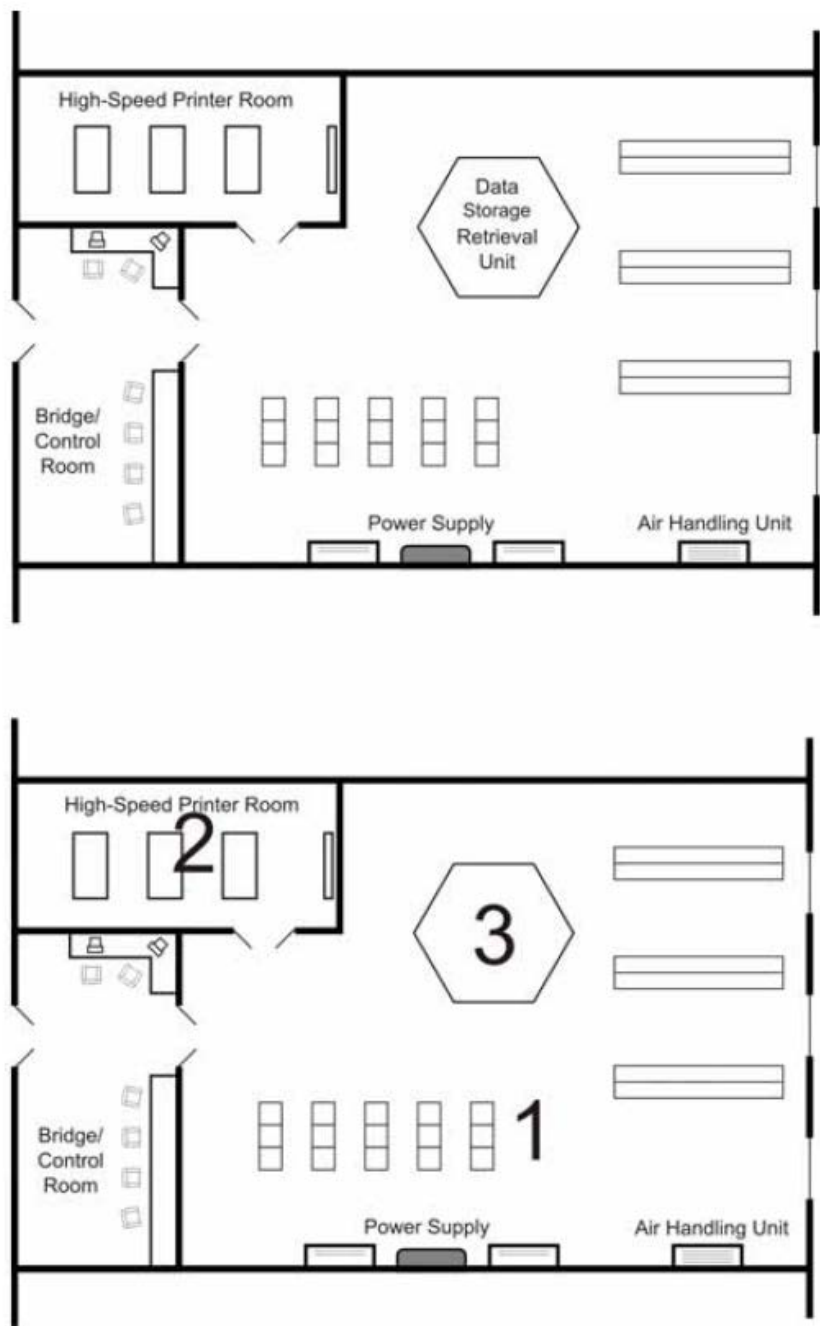 High-Speed Printer Room
Data
Storage
Retrieval
Unit
Bridge/
Control
Room
Power Supply
Air Handling Unit
High-Speed Printer Room
2
3
1
Bridge/
Control
Room
Power Supply
Air Handling Unit